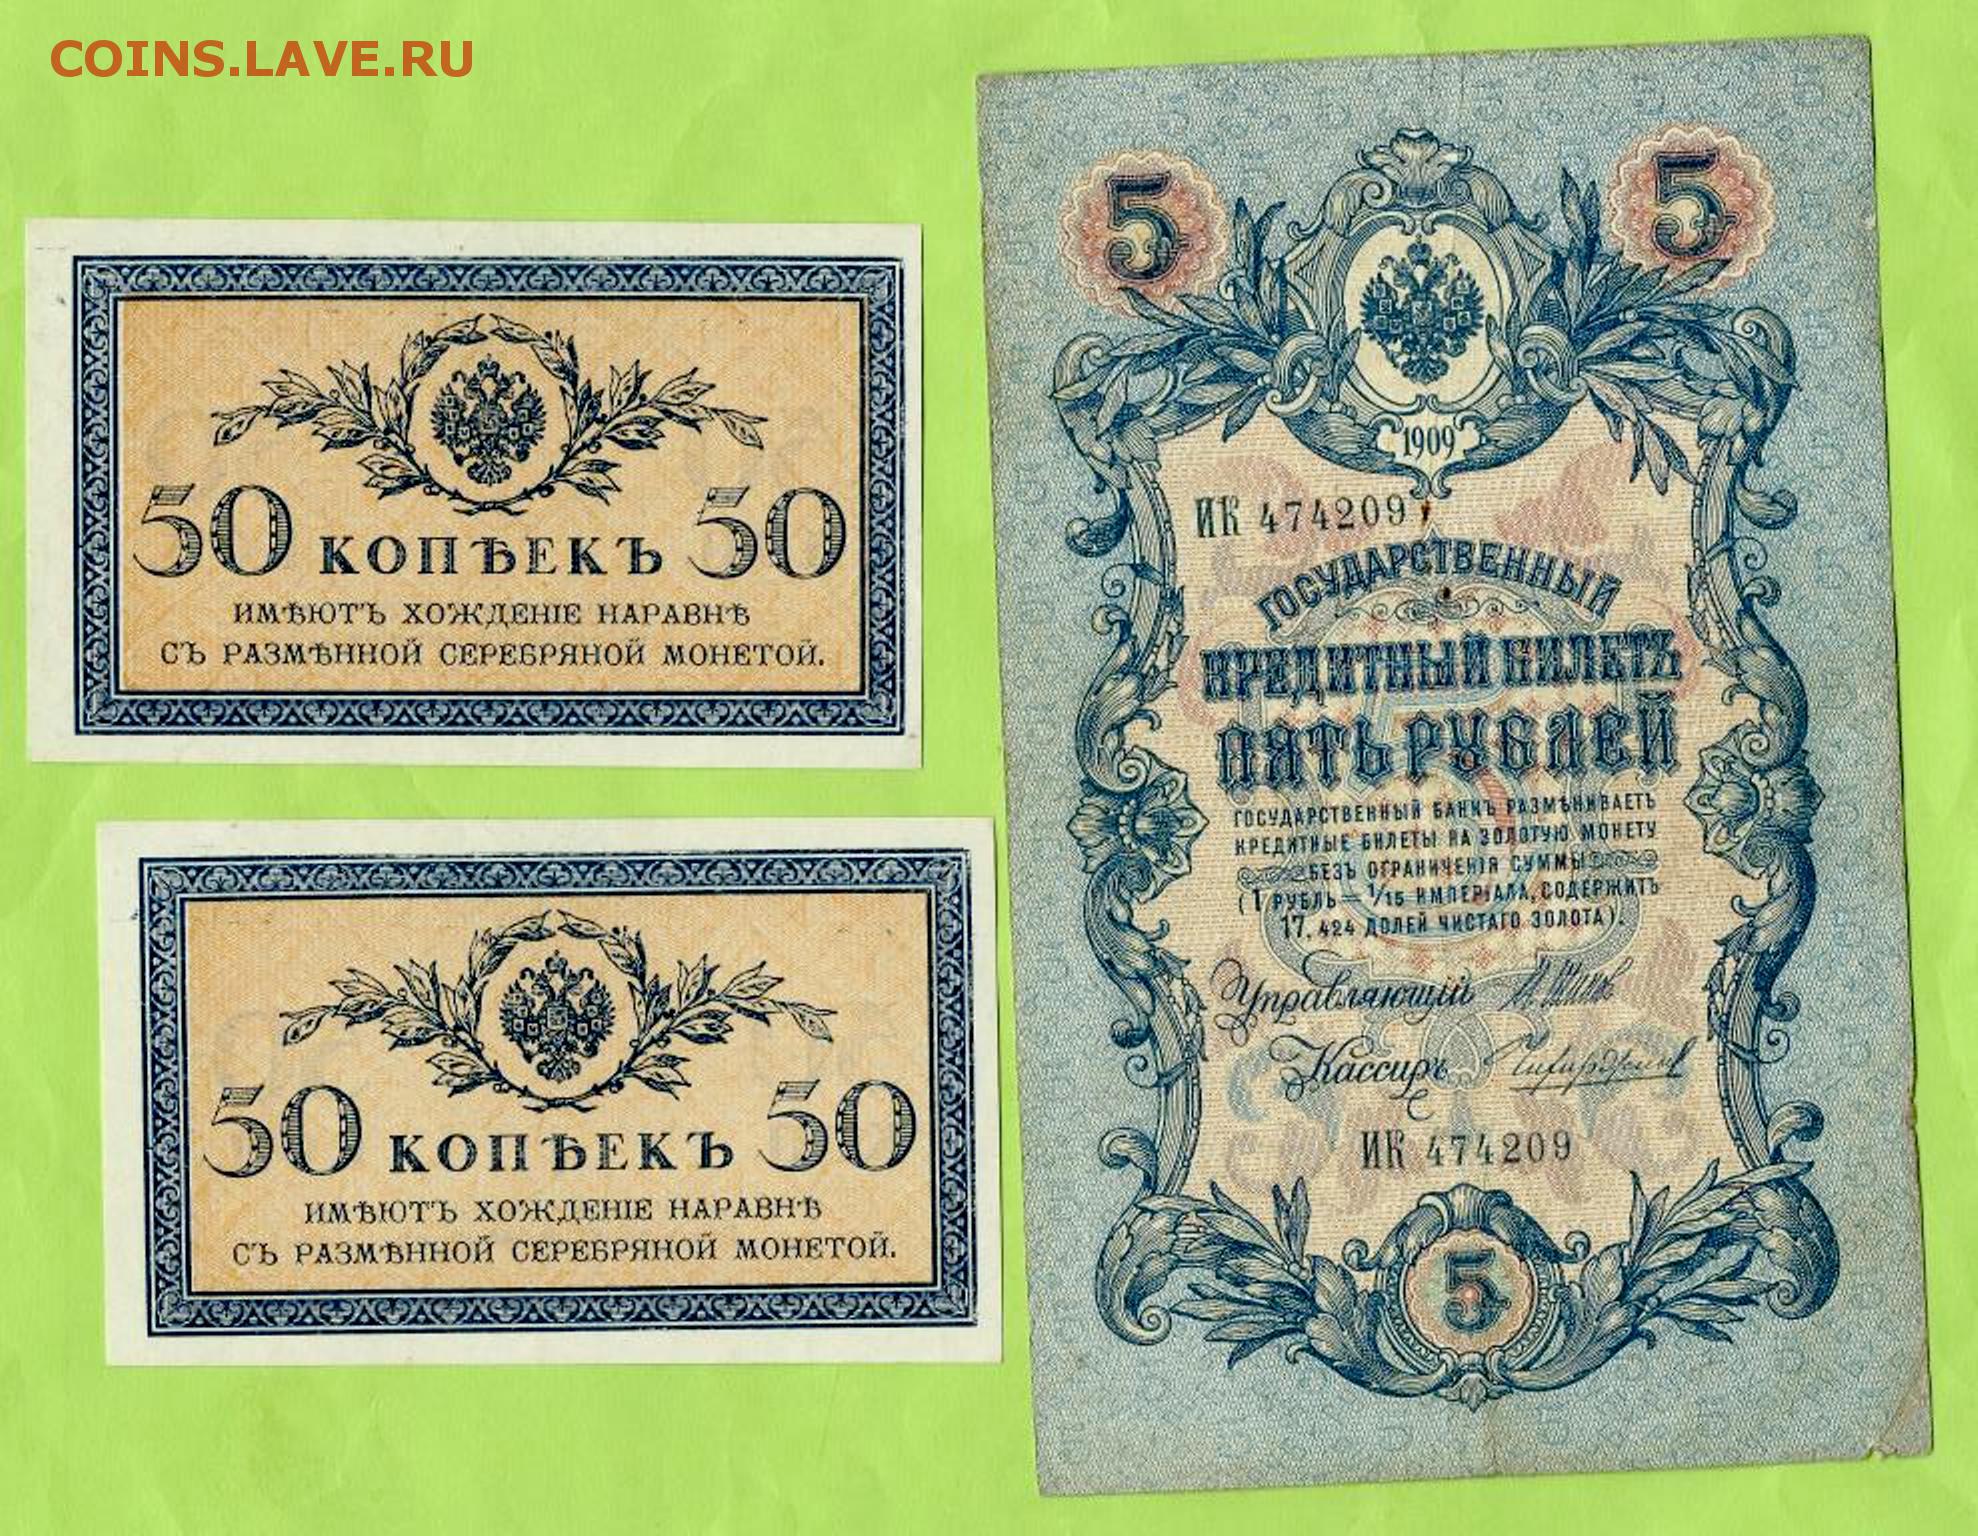 COINS.LAVE.RU
50 КОПѢЕКЪ 50
ИМѢЮТЪ ХОЖДЕНІЕ НАРАВНѢ
СЪ РАЗМѢННОЙ СЕРЕБРЯНОЙ МОНЕТОЙ.
50 КОПѢЕКЪ 50
ИМѢЮТЪ ХОЖДЕНІЕ НАРАВНѢ
СЪ РАЗМѢННОЙ СЕРЕБРЯНОЙ МОНЕТОЙ.
5 5
1909
ИК 474209
ГОСУДАРСТВЕННЫЙ
КРЕДИТНЫЙ БИЛЕТЪ
ПЯТЬ РУБЛЕЙ
ГОСУДАРСТВЕННЫЙ БАНКЪ РАЗМѢНИВАЕТЪ
КРЕДИТНЫЕ БИЛЕТЫ НА ЗОЛОТУЮ МОНЕТУ
БЕЗЪ ОГРАНИЧЕНІЯ СУММЫ
(1 РУБЛЬ = 1/15 ИМПЕРІАЛА, СОДЕРЖИТЪ
17,424 ДОЛЕЙ ЧИСТАГО ЗОЛОТА).
Управляющій
Кассиръ
ИК 474209
5